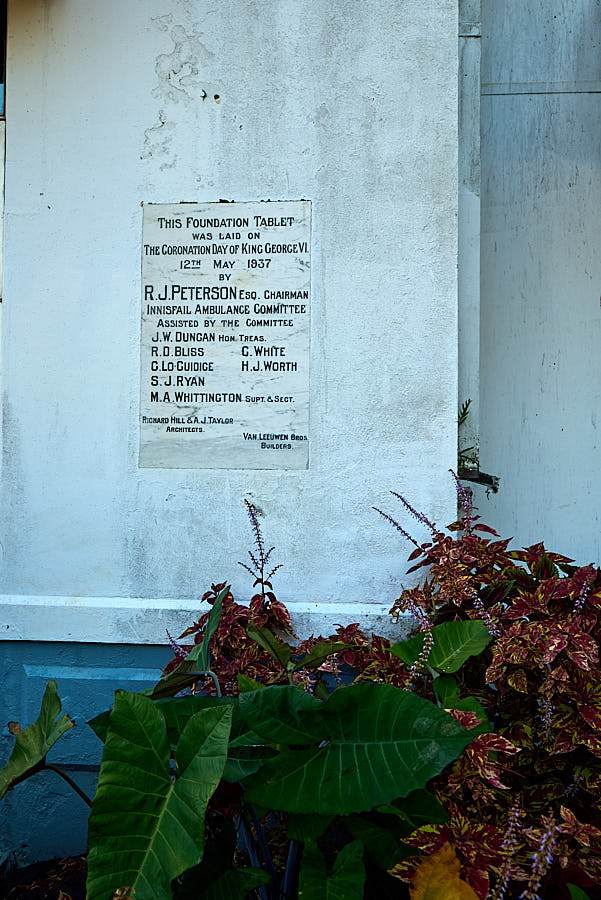 THIS FOUNDATION TABLET
WAS LAID ON
THE CORONATION DAY OF KING GEORGE VI.
12TH MAY 1937
BY
R.J. PETERSON ESQ. CHAIRMAN
INNISFAIL AMBULANCE COMMITTEE
ASSISTED BY THE COMMITTEE
J.W. DUNCAN HON. TREAS.
R.D. BLISS C. WHITE
C. LO-GUIDICE H.J. WORTH
S.J. RYAN
M.A. WHITTINGTON SUPT. & SECT.
RICHARD HILL & A.J. TAYLOR
ARCHITECTS.
VAN LEEUWEN BROS.
BUILDERS.